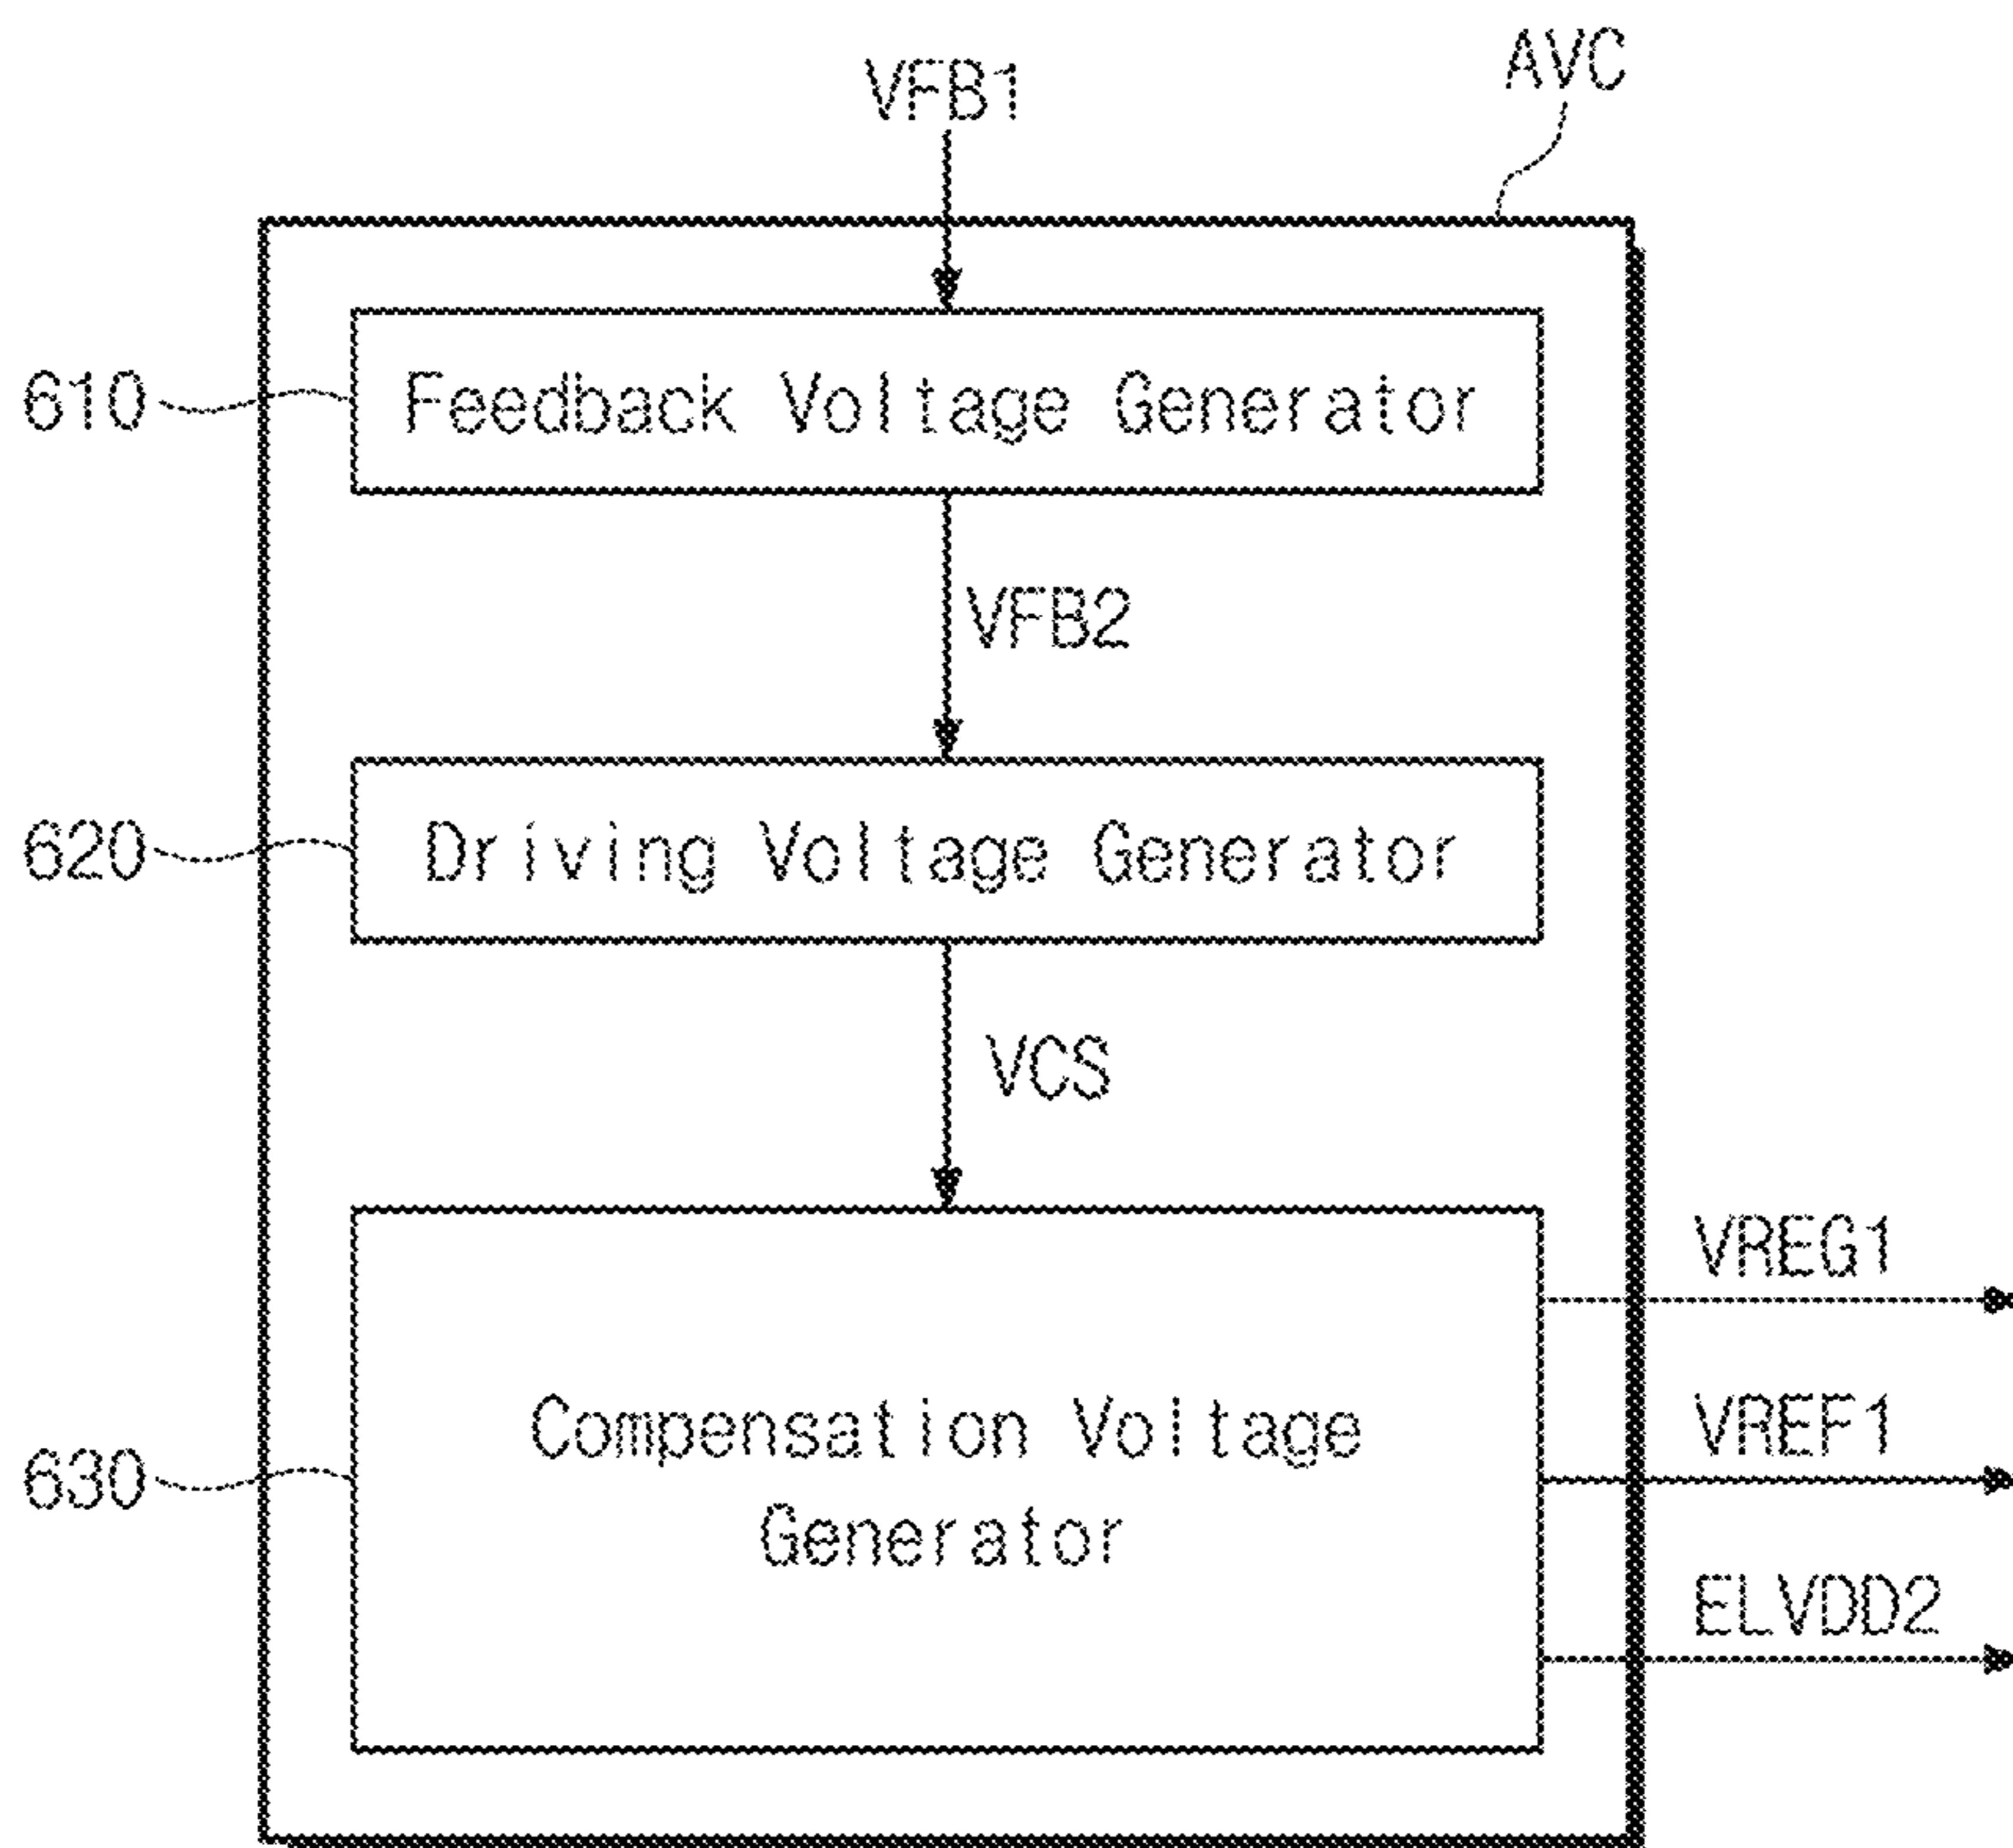 AVC
VFB1
610
Feedback Voltage Generator
VFB2
620
Driving Voltage Generator
VCS
VREG1
630
Compensation Voltage
Generator
VREF1
ELVDD2